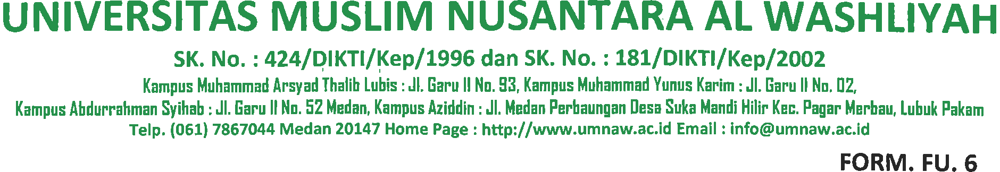 UNIVERSITAS MUSLIM NUSANTARA AL WASHLIYAH
SK. No. : 424/DIKTI/Kep/1996 dan SK. No. : 181/DIKTI/Kep/2002
Kampus Muhammad Arsyad Thalib Lubis : Jl. Garu II No. 93, Kampus Muhammad Yunus Karim : Jl. Garu II No. 02,
Kampus Abdurrahman Syihab : Jl. Garu II No. 52 Medan, Kampus Aziddin : Jl. Medan Perbaungan Desa Suka Mandi Hilir Kec. Pagar Merbau, Lubuk Pakam
Telp. (061) 7867044 Medan 20147 Home Page : http://www.umnaw.ac.id Email : info@umnaw.ac.id
FORM. FU. 6